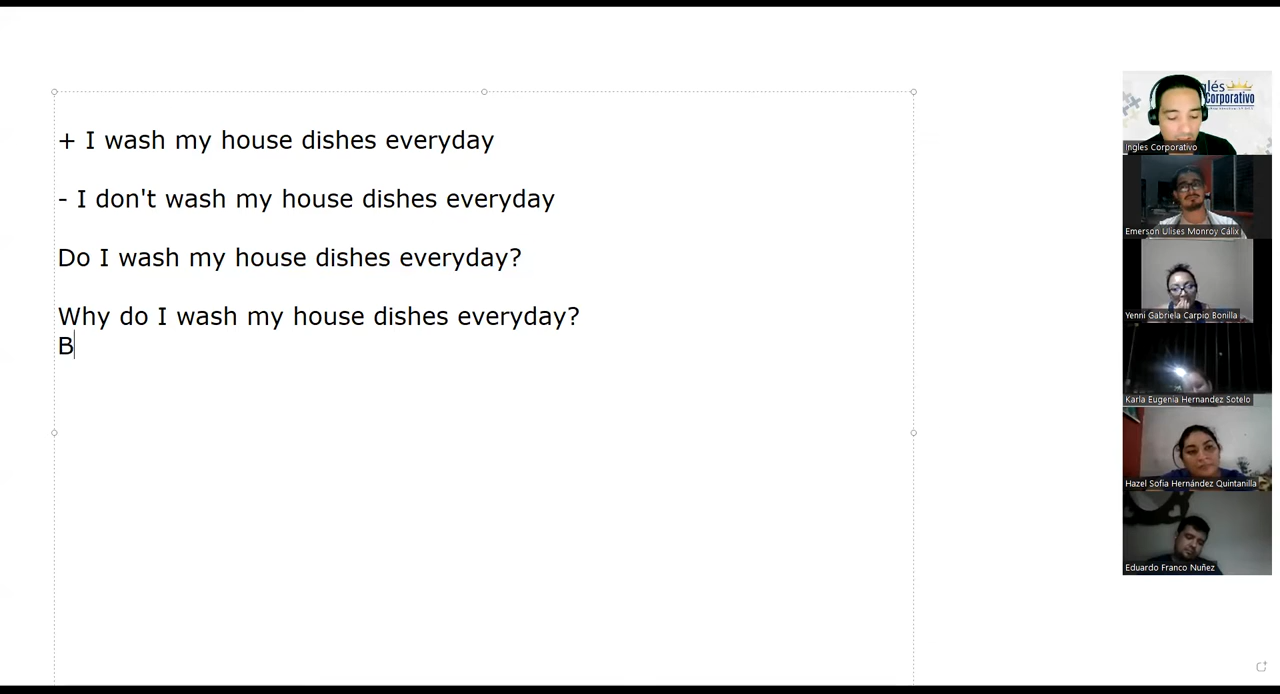 + I wash my house dishes everyday
- I don't wash my house dishes everyday
Do I wash my house dishes everyday?
Why do I wash my house dishes everyday?
B
glés
Corporativo
Ingles Corporativo
Emerson Ulises Monroy Cálix
Yenni Gabriela Carpio Bonilla
Karla Eugenia Hernandez Sotelo
Hazel Sofia Hernández Quintanilla
Eduardo Franco Nuñez